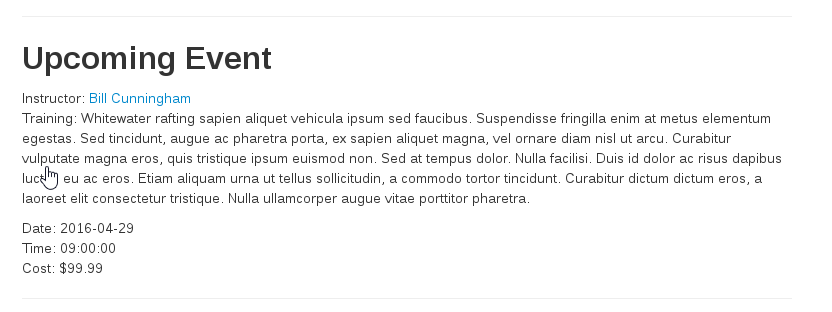 Upcoming Event
Instructor: Bill Cunningham
Training: Whitewater rafting sapien aliquet vehicula ipsum sed faucibus. Suspendisse fringilla enim at metus elementum
egestas. Sed tincidunt, augue ac pharetra porta, ex sapien aliquet magna, vel ornare diam nisl ut arcu. Curabitur
vulputate magna eros, quis tristique ipsum euismod non. Sed at tempus dolor. Nulla facilisi. Duis id dolor ac risus dapibus
eu ac eros. Etiam aliquam urna ut tellus sollicitudin, a commodo tortor tincidunt. Curabitur dictum dictum eros, a
laoreet elit consectetur tristique. Nulla ullamcorper augue vitae porttitor pharetra.
Date: 2016-04-29
Time: 09:00:00
Cost: $99.99